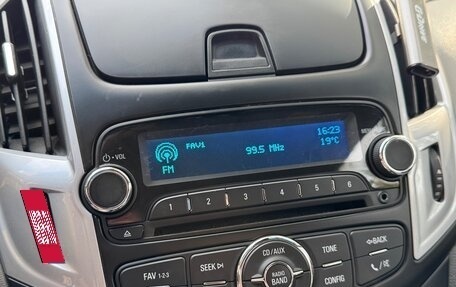 16:23
FAV1
99.5 MHz
19°C
FM
VOL
MENU
1 2 3 4 5 6
CD/AUX
TONE
BACK
FAV 1-2-3
SEEK
RADIO
BAND
CONFIG